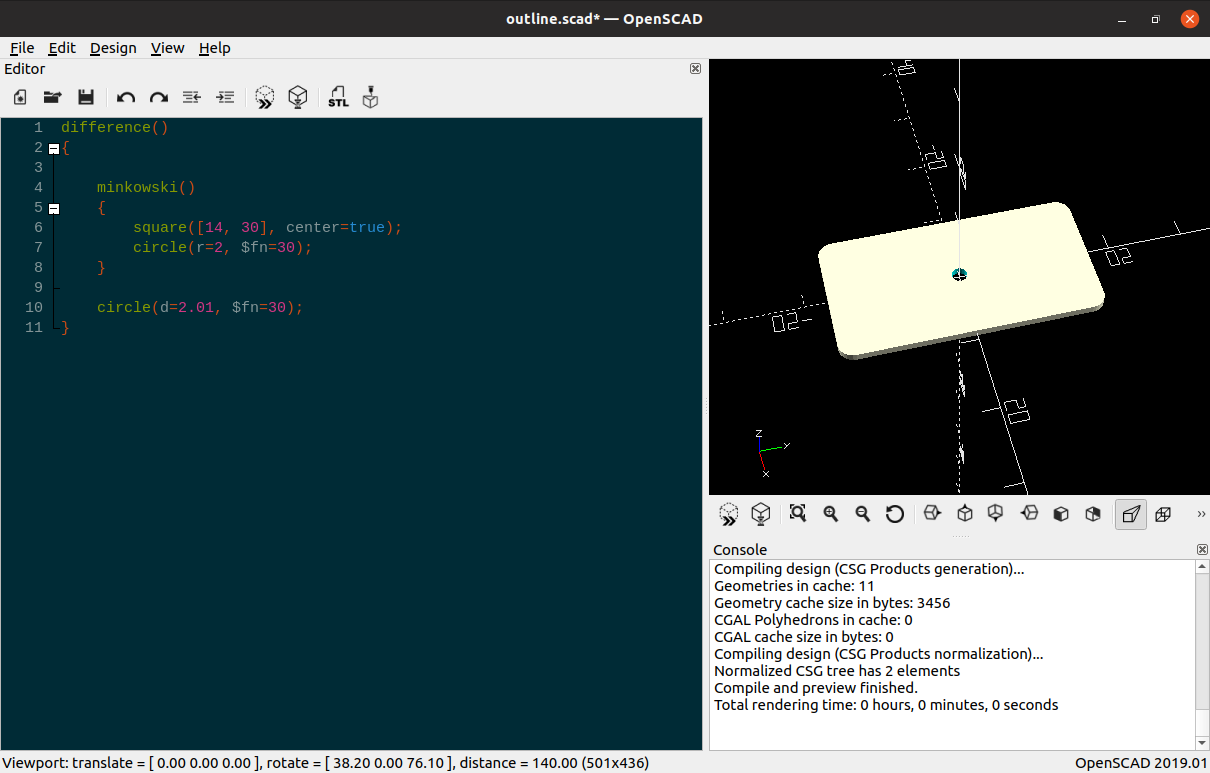 outline.scad* — OpenSCAD
File Edit Design View Help
Editor
STL
1 difference()
2 {
3
4 minkowski()
5 {
6 square([14, 30], center=true);
7 circle(r=2, $fn=30);
8 }
9
10 circle(d=2.01, $fn=30);
11 }
Z
Y
X
Console
Compiling design (CSG Products generation)...
Geometries in cache: 11
Geometry cache size in bytes: 3456
CGAL Polyhedrons in cache: 0
CGAL cache size in bytes: 0
Compiling design (CSG Products normalization)...
Normalized CSG tree has 2 elements
Compile and preview finished.
Total rendering time: 0 hours, 0 minutes, 0 seconds
Viewport: translate = [ 0.00 0.00 0.00 ], rotate = [ 38.20 0.00 76.10 ], distance = 140.00 (501x436)
OpenSCAD 2019.01